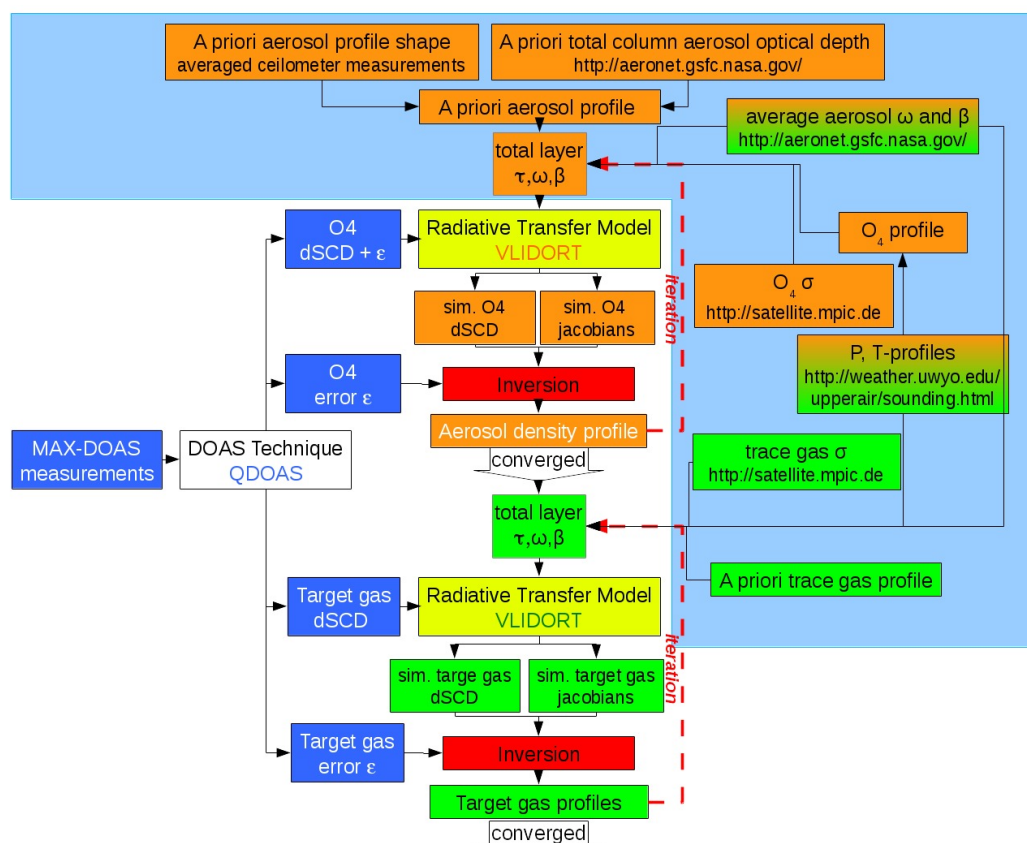 A priori aerosol profile shape
averaged ceilometer measurements
A priori total column aerosol optical depth
http://aeronet.gsfc.nasa.gov/
A priori aerosol profile
average aerosol ω and β
http://aeronet.gsfc.nasa.gov/
total layer
τ,ω,β
O4
dSCD + ε
Radiative Transfer Model
VLIDORT
O₄ profile
O₄ σ
http://satellite.mpic.de
iteration
sim. O4
dSCD
sim. O4
jacobians
P, T-profiles
http://weather.uwyo.edu/
upperair/sounding.html
O4
error ε
Inversion
Aerosol density profile
converged
MAX-DOAS
measurements
DOAS Technique
QDOAS
trace gas σ
http://satellite.mpic.de
total layer
τ,ω,β
A priori trace gas profile
Target gas
dSCD
Radiative Transfer Model
VLIDORT
iteration
sim. targe gas
dSCD
sim. target gas
jacobians
Target gas
error ε
Inversion
Target gas profiles
converged